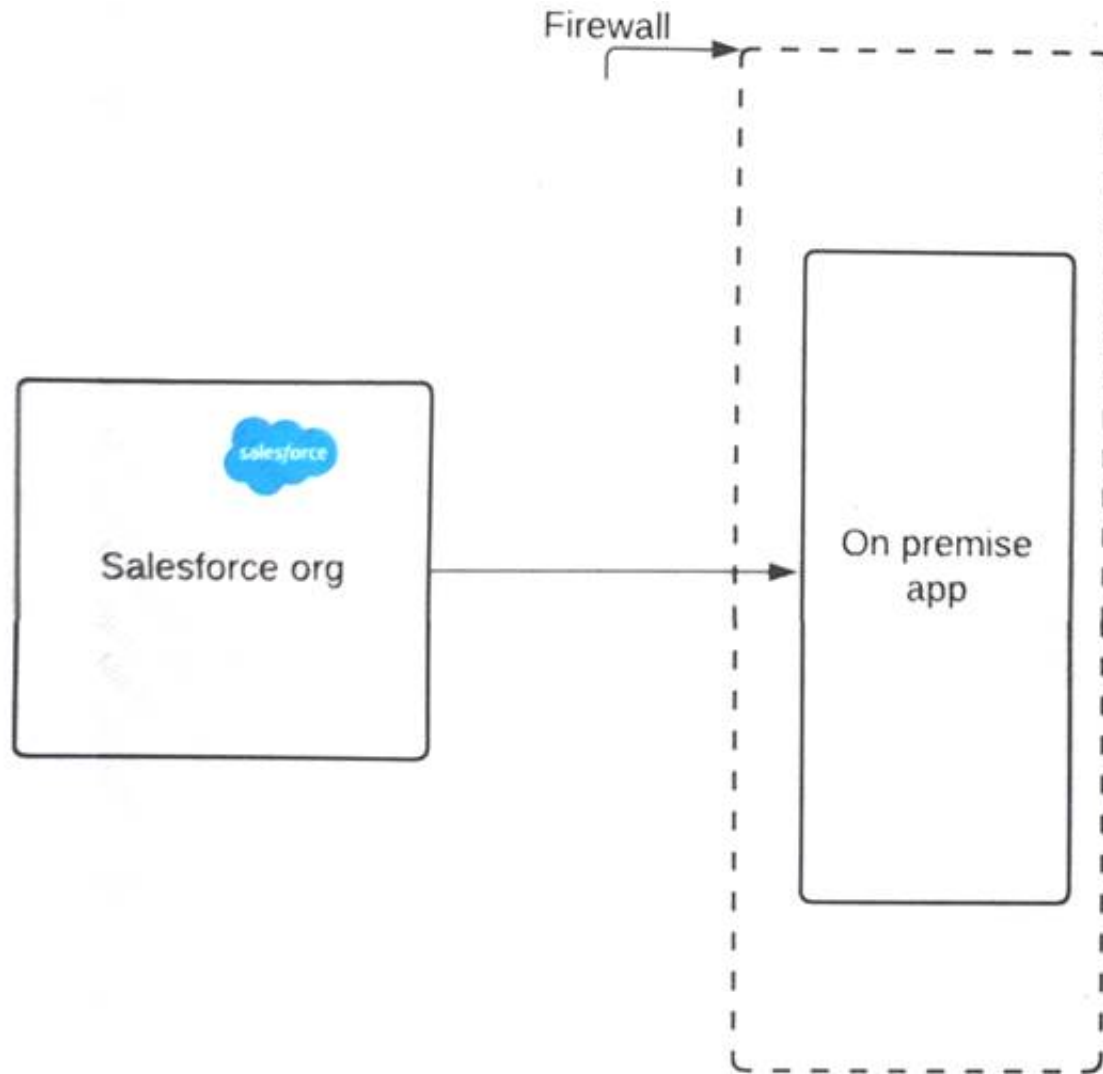 Firewall
salesforce
Salesforce org
On premise
app